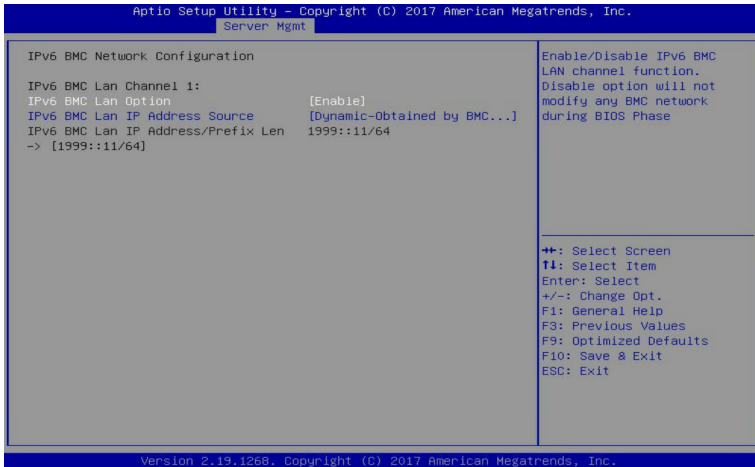 Aptio Setup Utility – Copyright (C) 2017 American Megatrends, Inc.
Server Mgmt
IPv6 BMC Network Configuration
IPv6 BMC Lan Channel 1:
IPv6 BMC Lan Option [Enable]
IPv6 BMC Lan IP Address Source [Dynamic-Obtained by BMC...]
IPv6 BMC Lan IP Address/Prefix Len 1999::11/64
-> [1999::11/64]
Enable/Disable IPv6 BMC
LAN channel function.
Disable option will not
modify any BMC network
during BIOS Phase
→←: Select Screen
↑↓: Select Item
Enter: Select
+/-: Change Opt.
F1: General Help
F3: Previous Values
F9: Optimized Defaults
F10: Save & Exit
ESC: Exit
Version 2.19.1268. Copyright (C) 2017 American Megatrends, Inc.